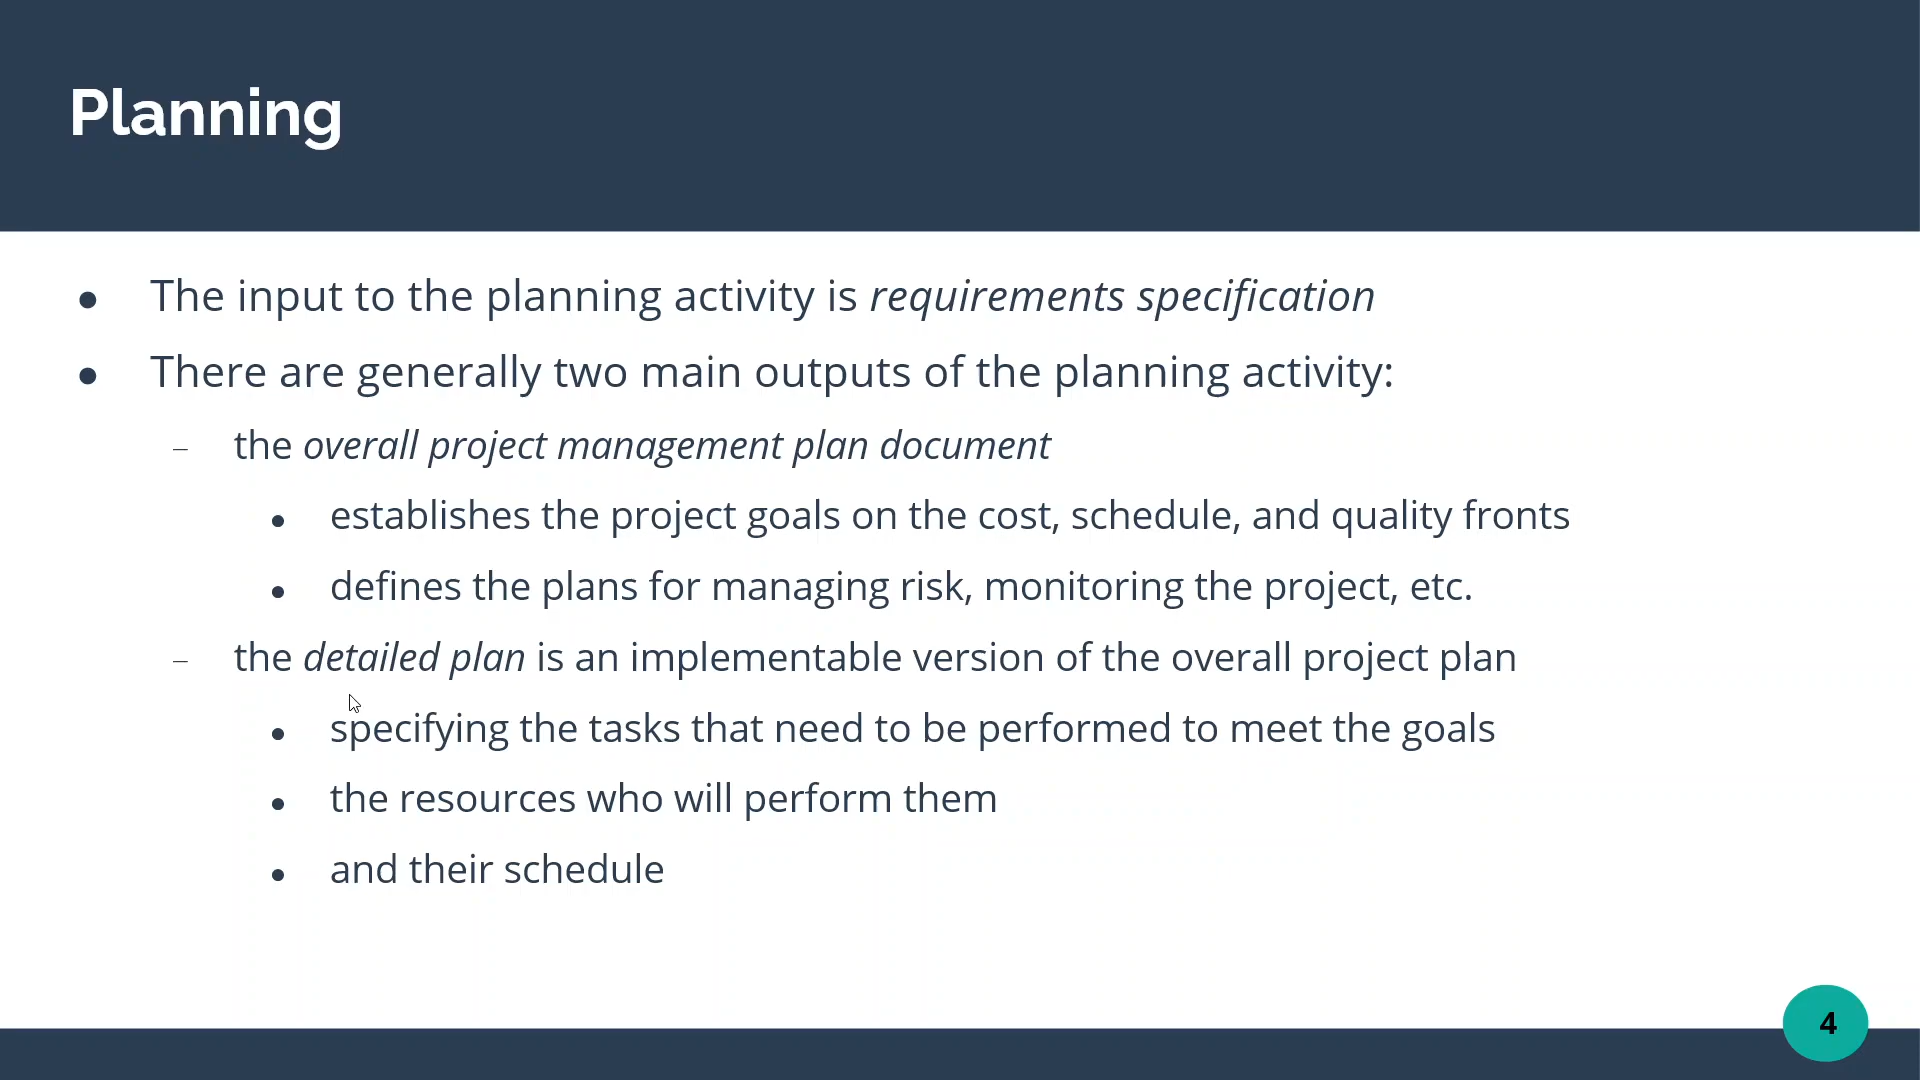 Planning
● The input to the planning activity is requirements specification
● There are generally two main outputs of the planning activity:
– the overall project management plan document
● establishes the project goals on the cost, schedule, and quality fronts
● defines the plans for managing risk, monitoring the project, etc.
– the detailed plan is an implementable version of the overall project plan
● specifying the tasks that need to be performed to meet the goals
● the resources who will perform them
● and their schedule
4